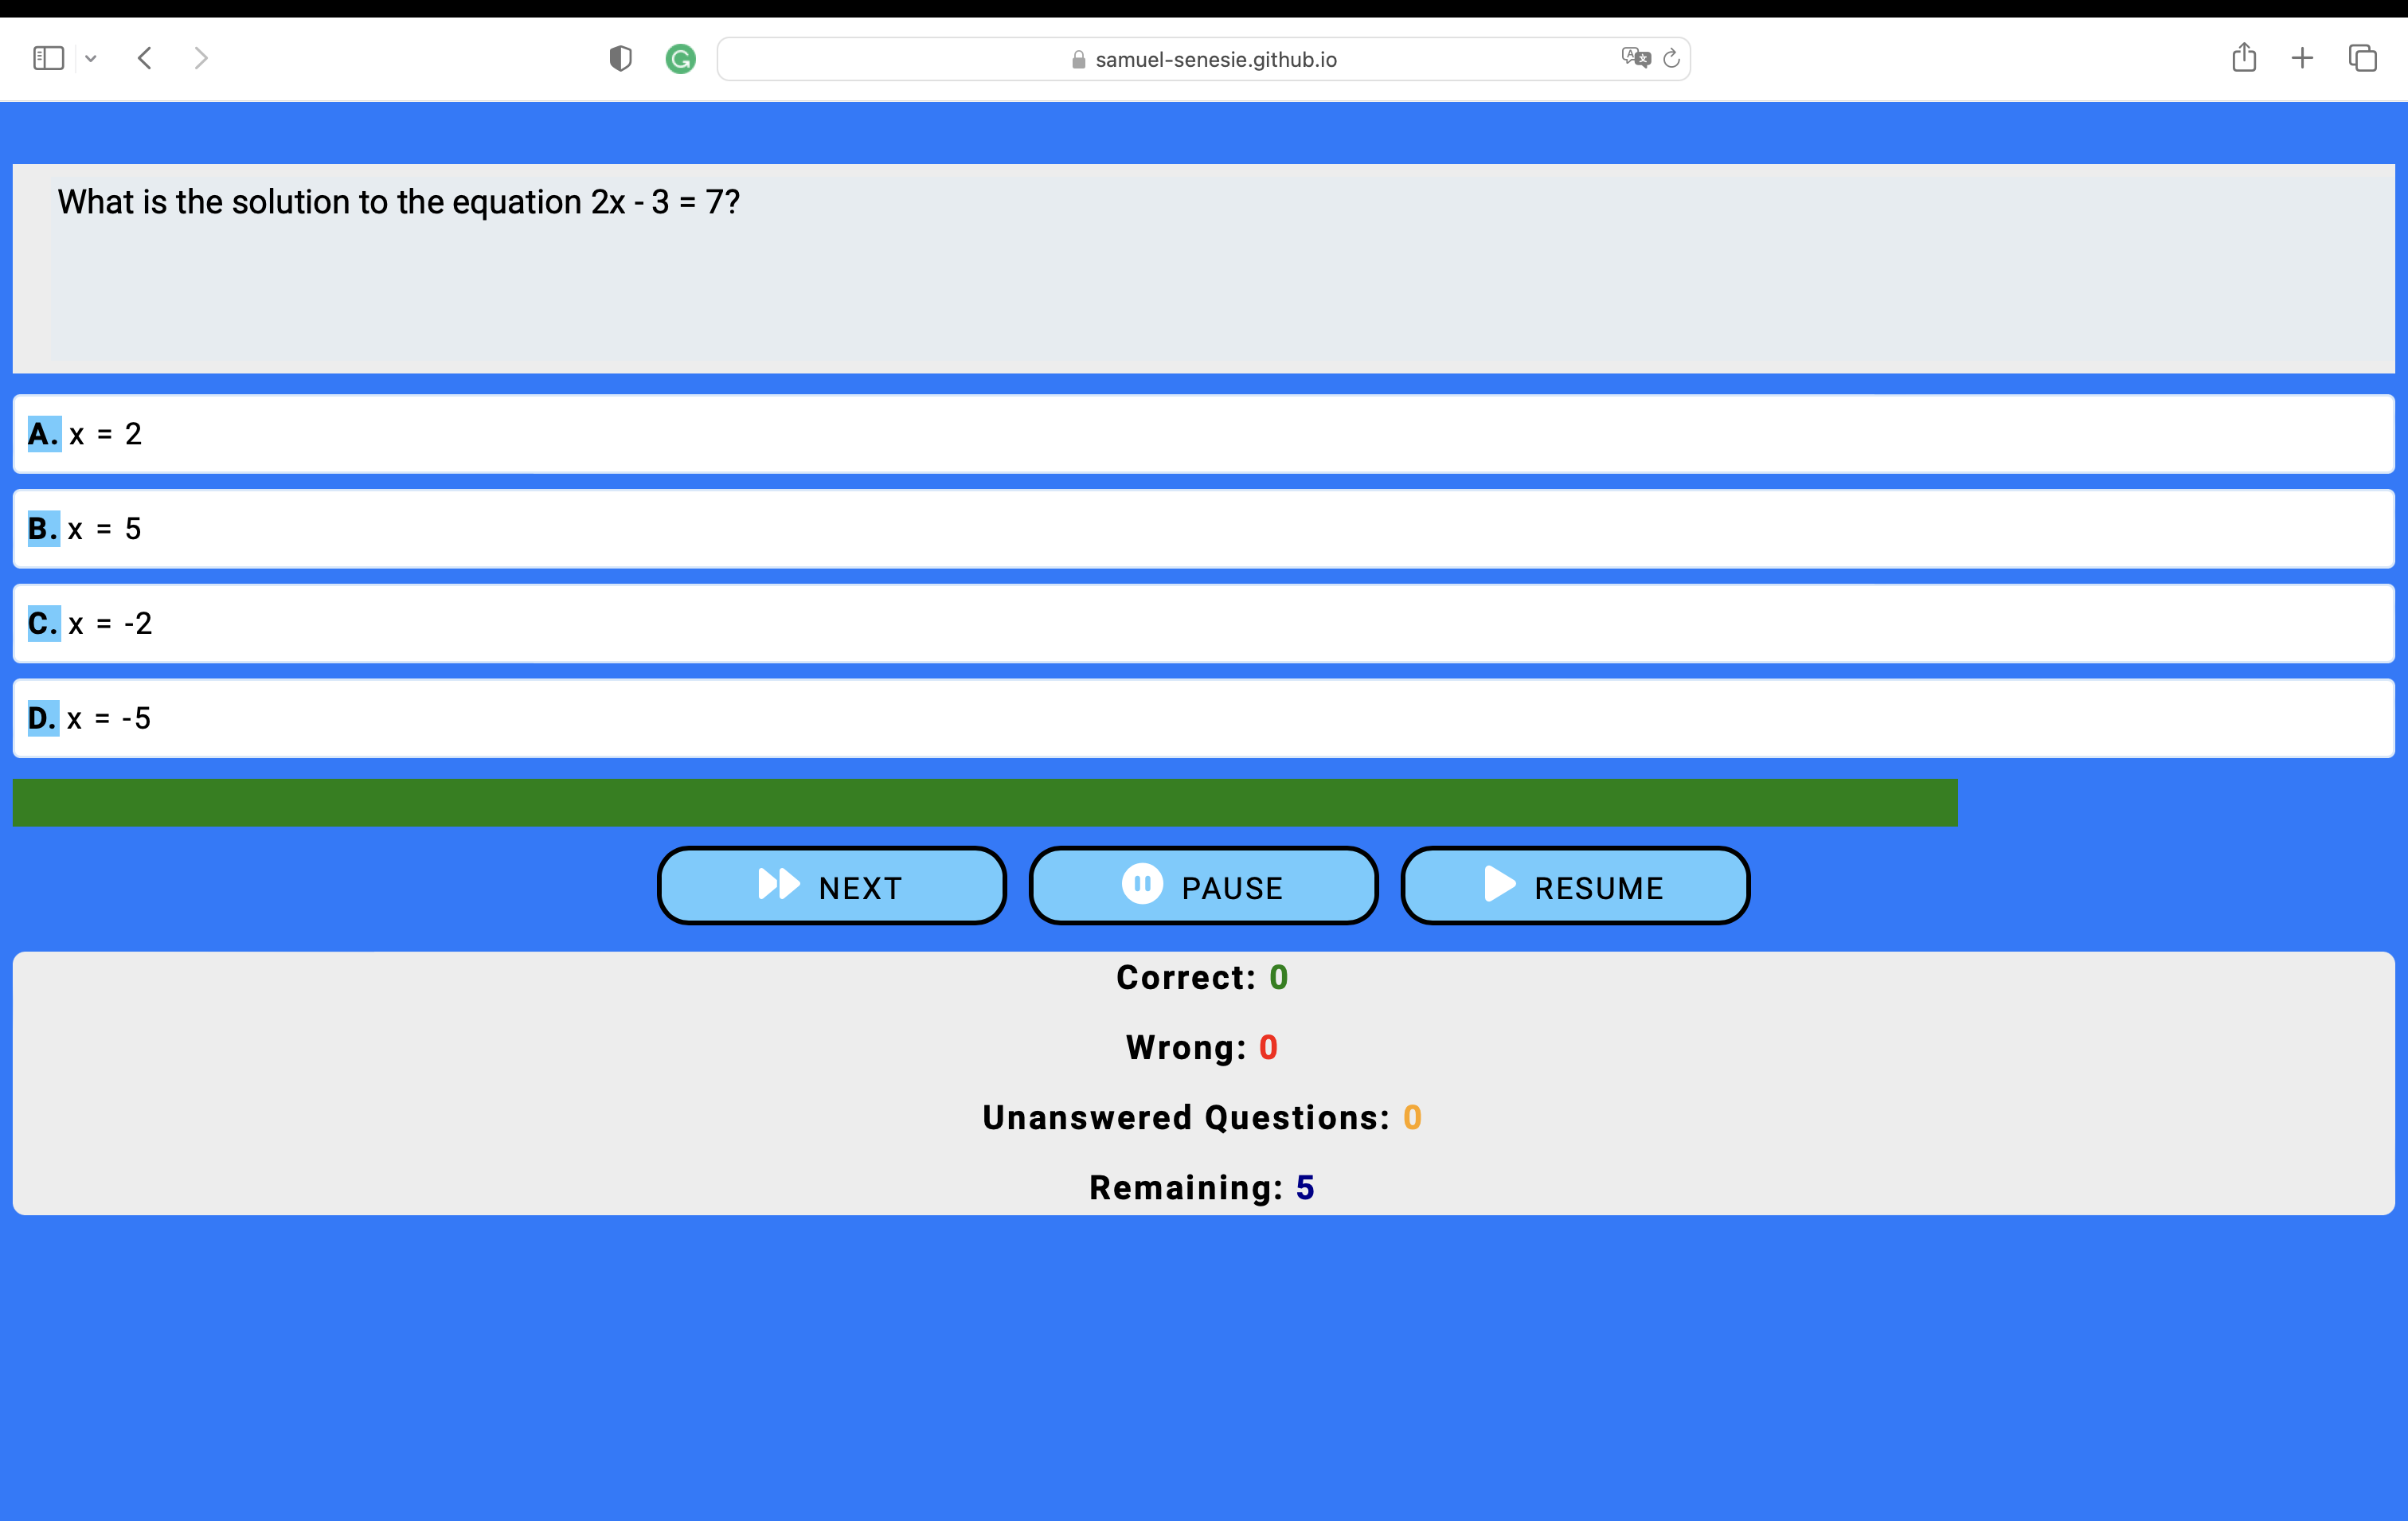 samuel-senesie.github.io
What is the solution to the equation 2x - 3 = 7?
A. x = 2
B. x = 5
C. x = -2
D. x = -5
NEXT PAUSE RESUME
Correct: 0
Wrong: 0
Unanswered Questions: 0
Remaining: 5